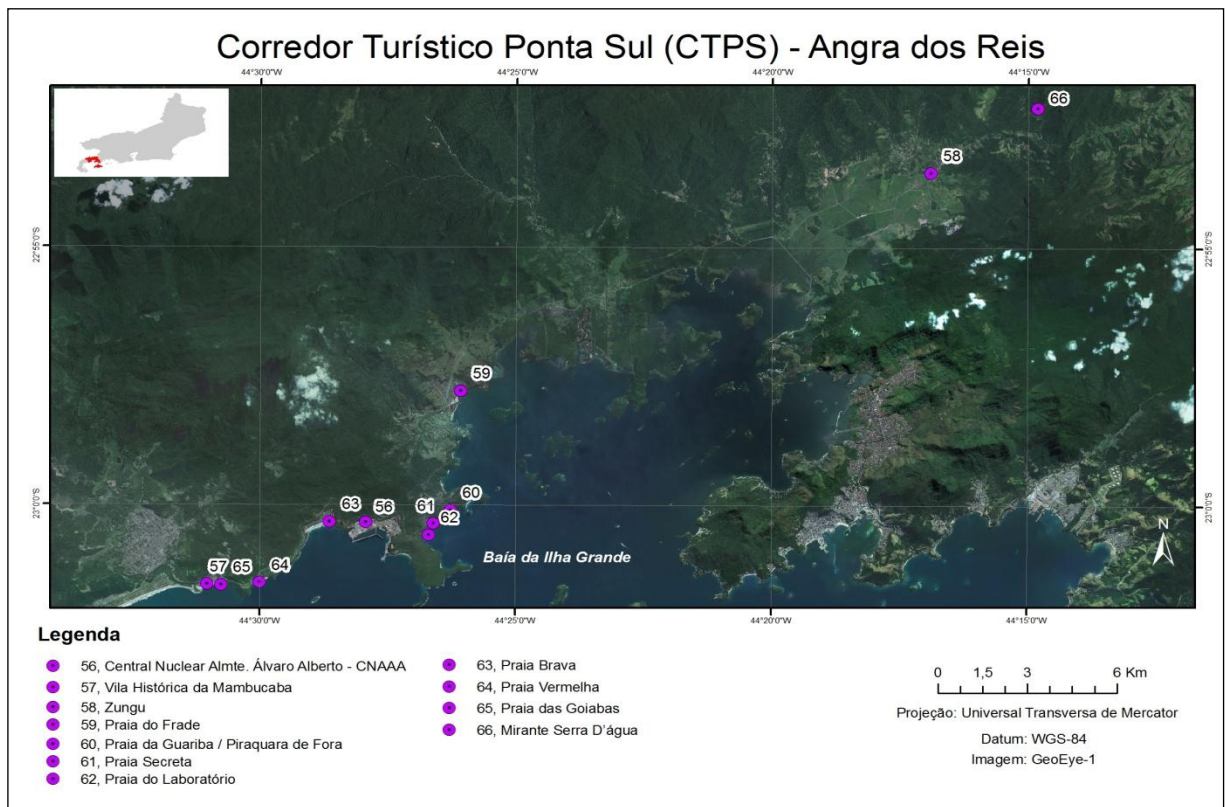 Corredor Turístico Ponta Sul (CTPS) - Angra dos Reis
44°30'0"W
44°25'0"W
44°20'0"W
44°15'0"W
66
58
22°55'0"S
22°55'0"S
59
60
63
56
61
62
23°0'0"S
23°0'0"S
Baía da Ilha Grande
N
57
65
64
44°30'0"W
44°25'0"W
44°20'0"W
44°15'0"W
Legenda
56, Central Nuclear Almte. Álvaro Alberto - CNAAA
57, Vila Histórica da Mambucaba
58, Zungu
59, Praia do Frade
60, Praia da Guariba / Piraquara de Fora
61, Praia Secreta
62, Praia do Laboratório
63, Praia Brava
64, Praia Vermelha
65, Praia das Goiabas
66, Mirante Serra D'água
0 1,5 3 6 Km
Projeção: Universal Transversa de Mercator
Datum: WGS-84
Imagem: GeoEye-1